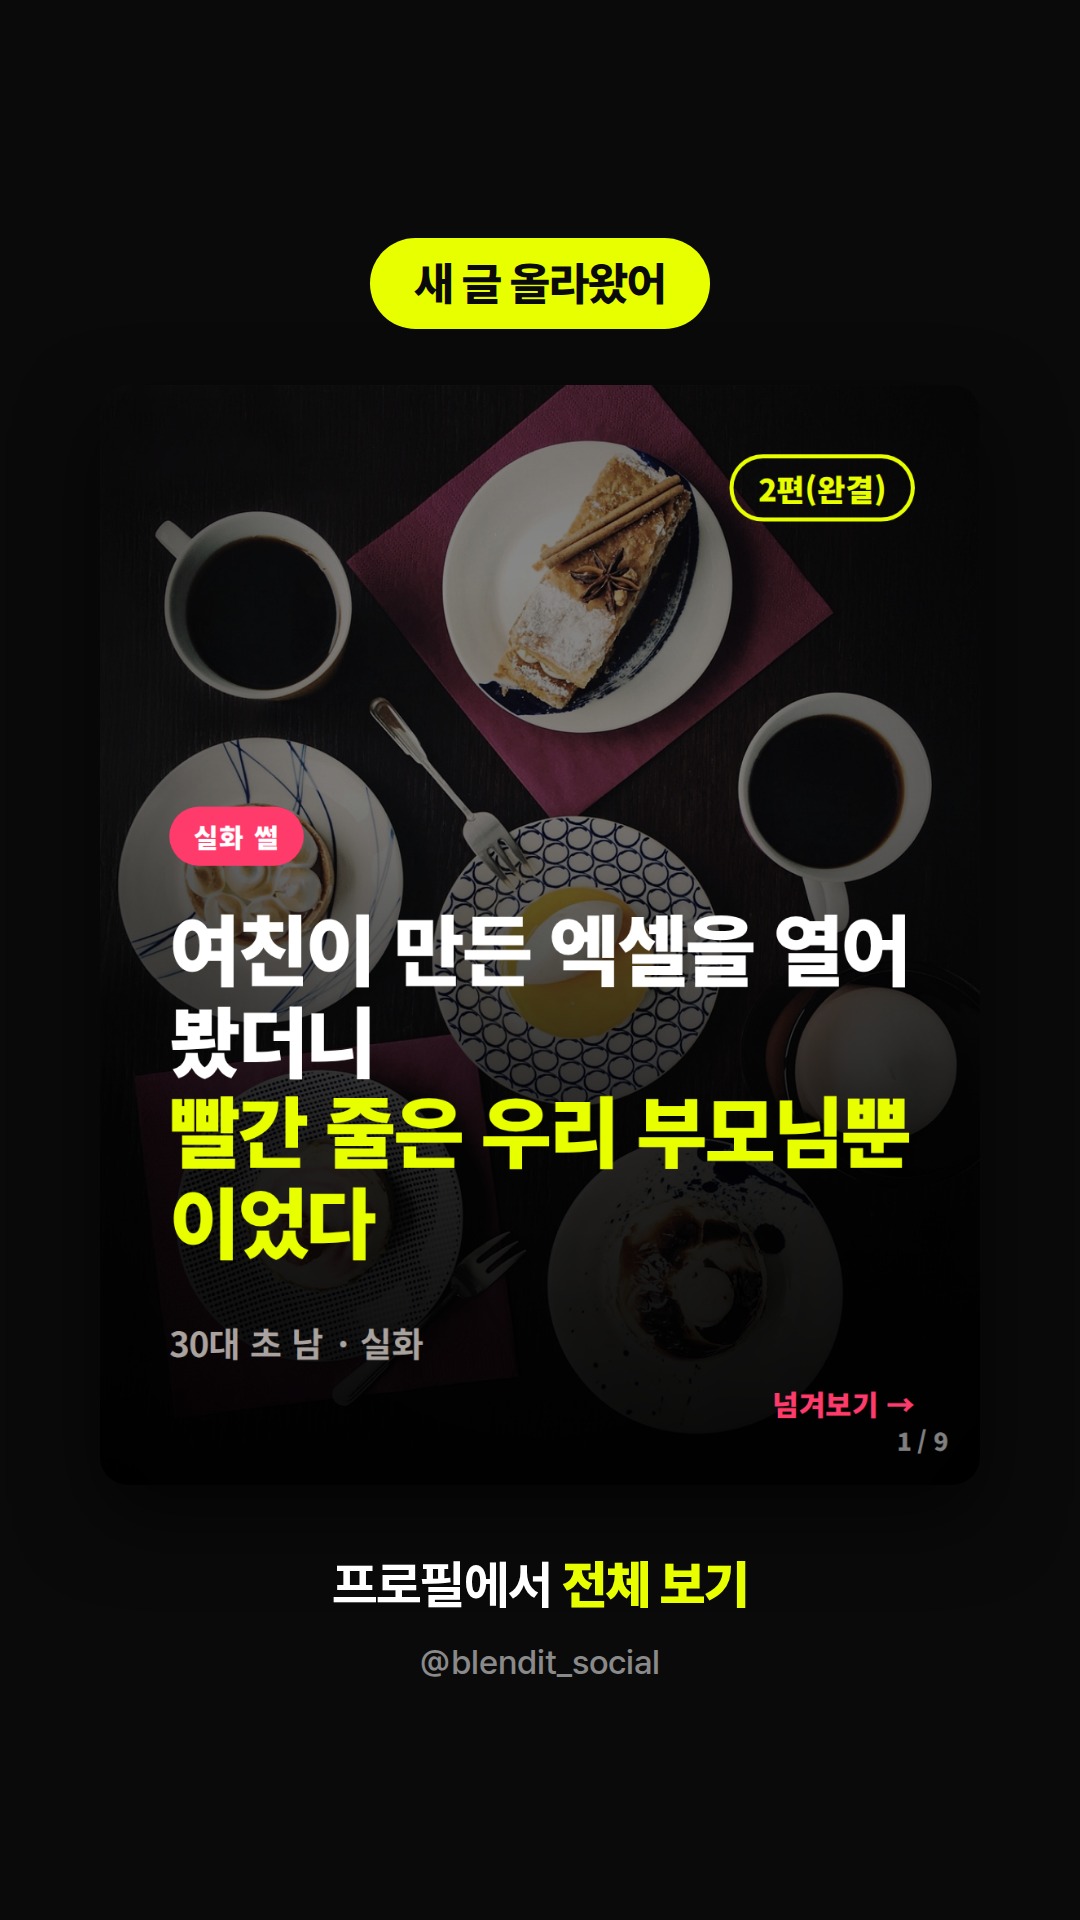 새 글 올라왔어
2편(완결)
실화 썰
여친이 만든 엑셀을 열어
봤더니
빨간 줄은 우리 부모님뿐
이었다
30대 초 남 · 실화
넘겨보기 →
1 / 9
프로필에서 전체 보기
@blendit_social